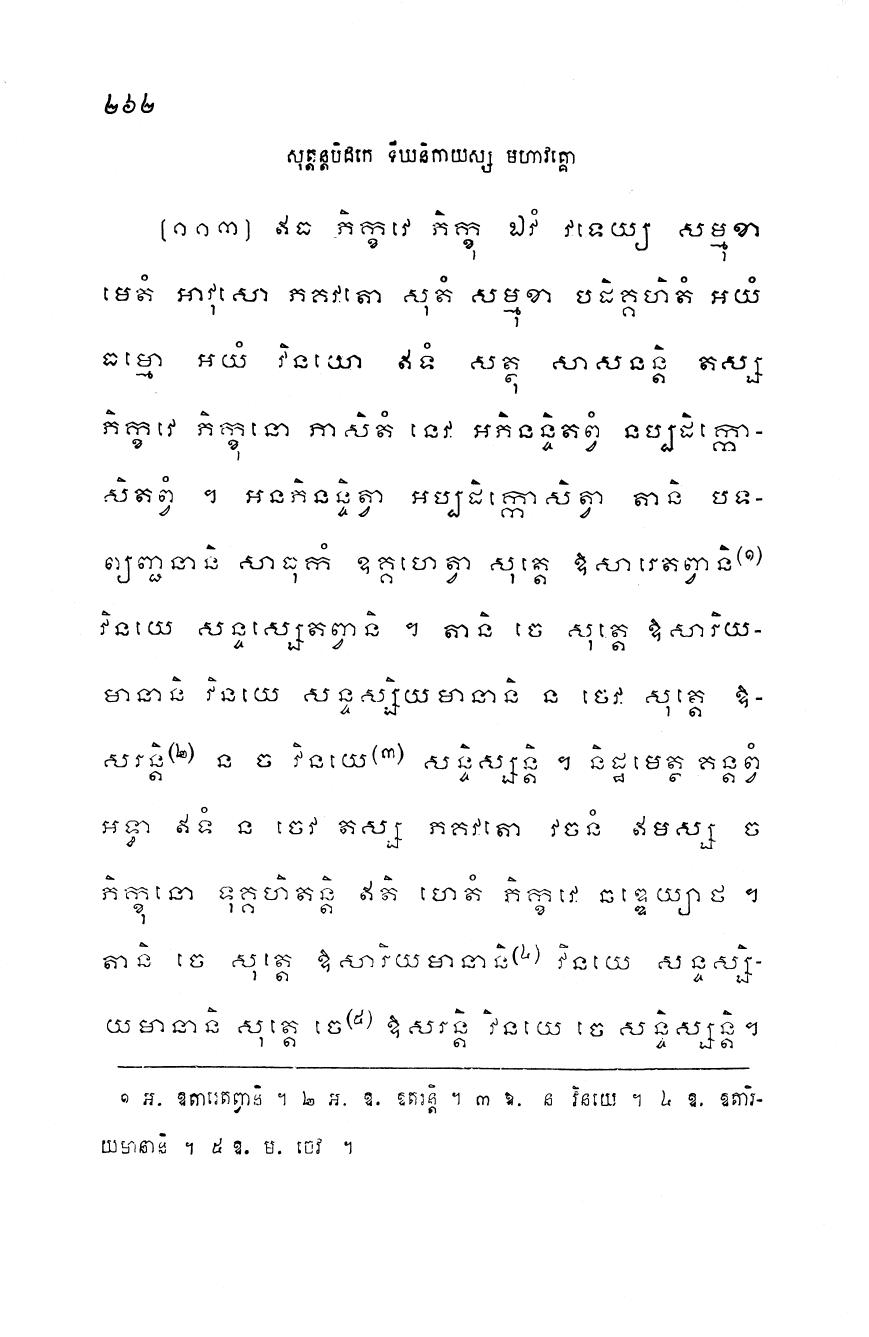 ២៦២
សុត្តន្តបិដកេ ទីឃនិកាយស្ស មហាវគ្គោ
(១១៣) ឥធ ភិក្ខវេ ភិក្ខុ ឯវំ វទេយ្យ សម្មុខា
មេតំ អាវុសោ ភគវតោ សុតំ សម្មុខា បដិគ្គហិតំ អយំ
ធម្មោ អយំ វិនយោ ឥទំ សត្ថុ សាសនន្តិ តស្ស
ភិក្ខវេ ភិក្ខុនោ ភាសិតំ នេវ អភិនន្ទិតព្វំ នប្បដិក្កោ-
សិតព្វំ ។ អនភិនន្ទិត្វា អប្បដិក្កោសិត្វា តានិ បទ-
ព្យញ្ជនានិ សាធុកំ ឧគ្គហេត្វា សុត្តេ ឱសារេតព្វានិ(១)
វិនយេ សន្ទស្សេតព្វានិ ។ តានិ ចេ សុត្តេ ឱសារិយ-
មានានិ វិនយេ សន្ទស្សិយមានានិ ន ចេវ សុត្តេ ឱ-
សរន្តិ(២) ន ច វិនយេ(៣) សន្ទិស្សន្តិ ។ និដ្ឋមេត្ថ គន្តព្វំ
អទ្ធា ឥទំ ន ចេវ តស្ស ភគវតោ វចនំ ឥមស្ស ច
ភិក្ខុនោ ទុគ្គហិតន្តិ ឥតិ ហេតំ ភិក្ខវេ ឆឌ្ឌេយ្យាថ ។
តានិ ចេ សុត្តេ ឱសារិយមានានិ(៤) វិនយេ សន្ទស្សិ-
យមានានិ សុត្តេ ចេ(៥) ឱសរន្តិ វិនយេ ចេ សន្ទិស្សន្តិ ។
១ អ. ឧតារេតព្វានិ ។ ២ អ. ឧ. ឧតរន្តិ ។ ៣ ឯ. ន វិនយេ ។ ៤ ឧ. ឧតារិ-
យមានានិ ។ ៥ ឧ. ម. ចេវ ។